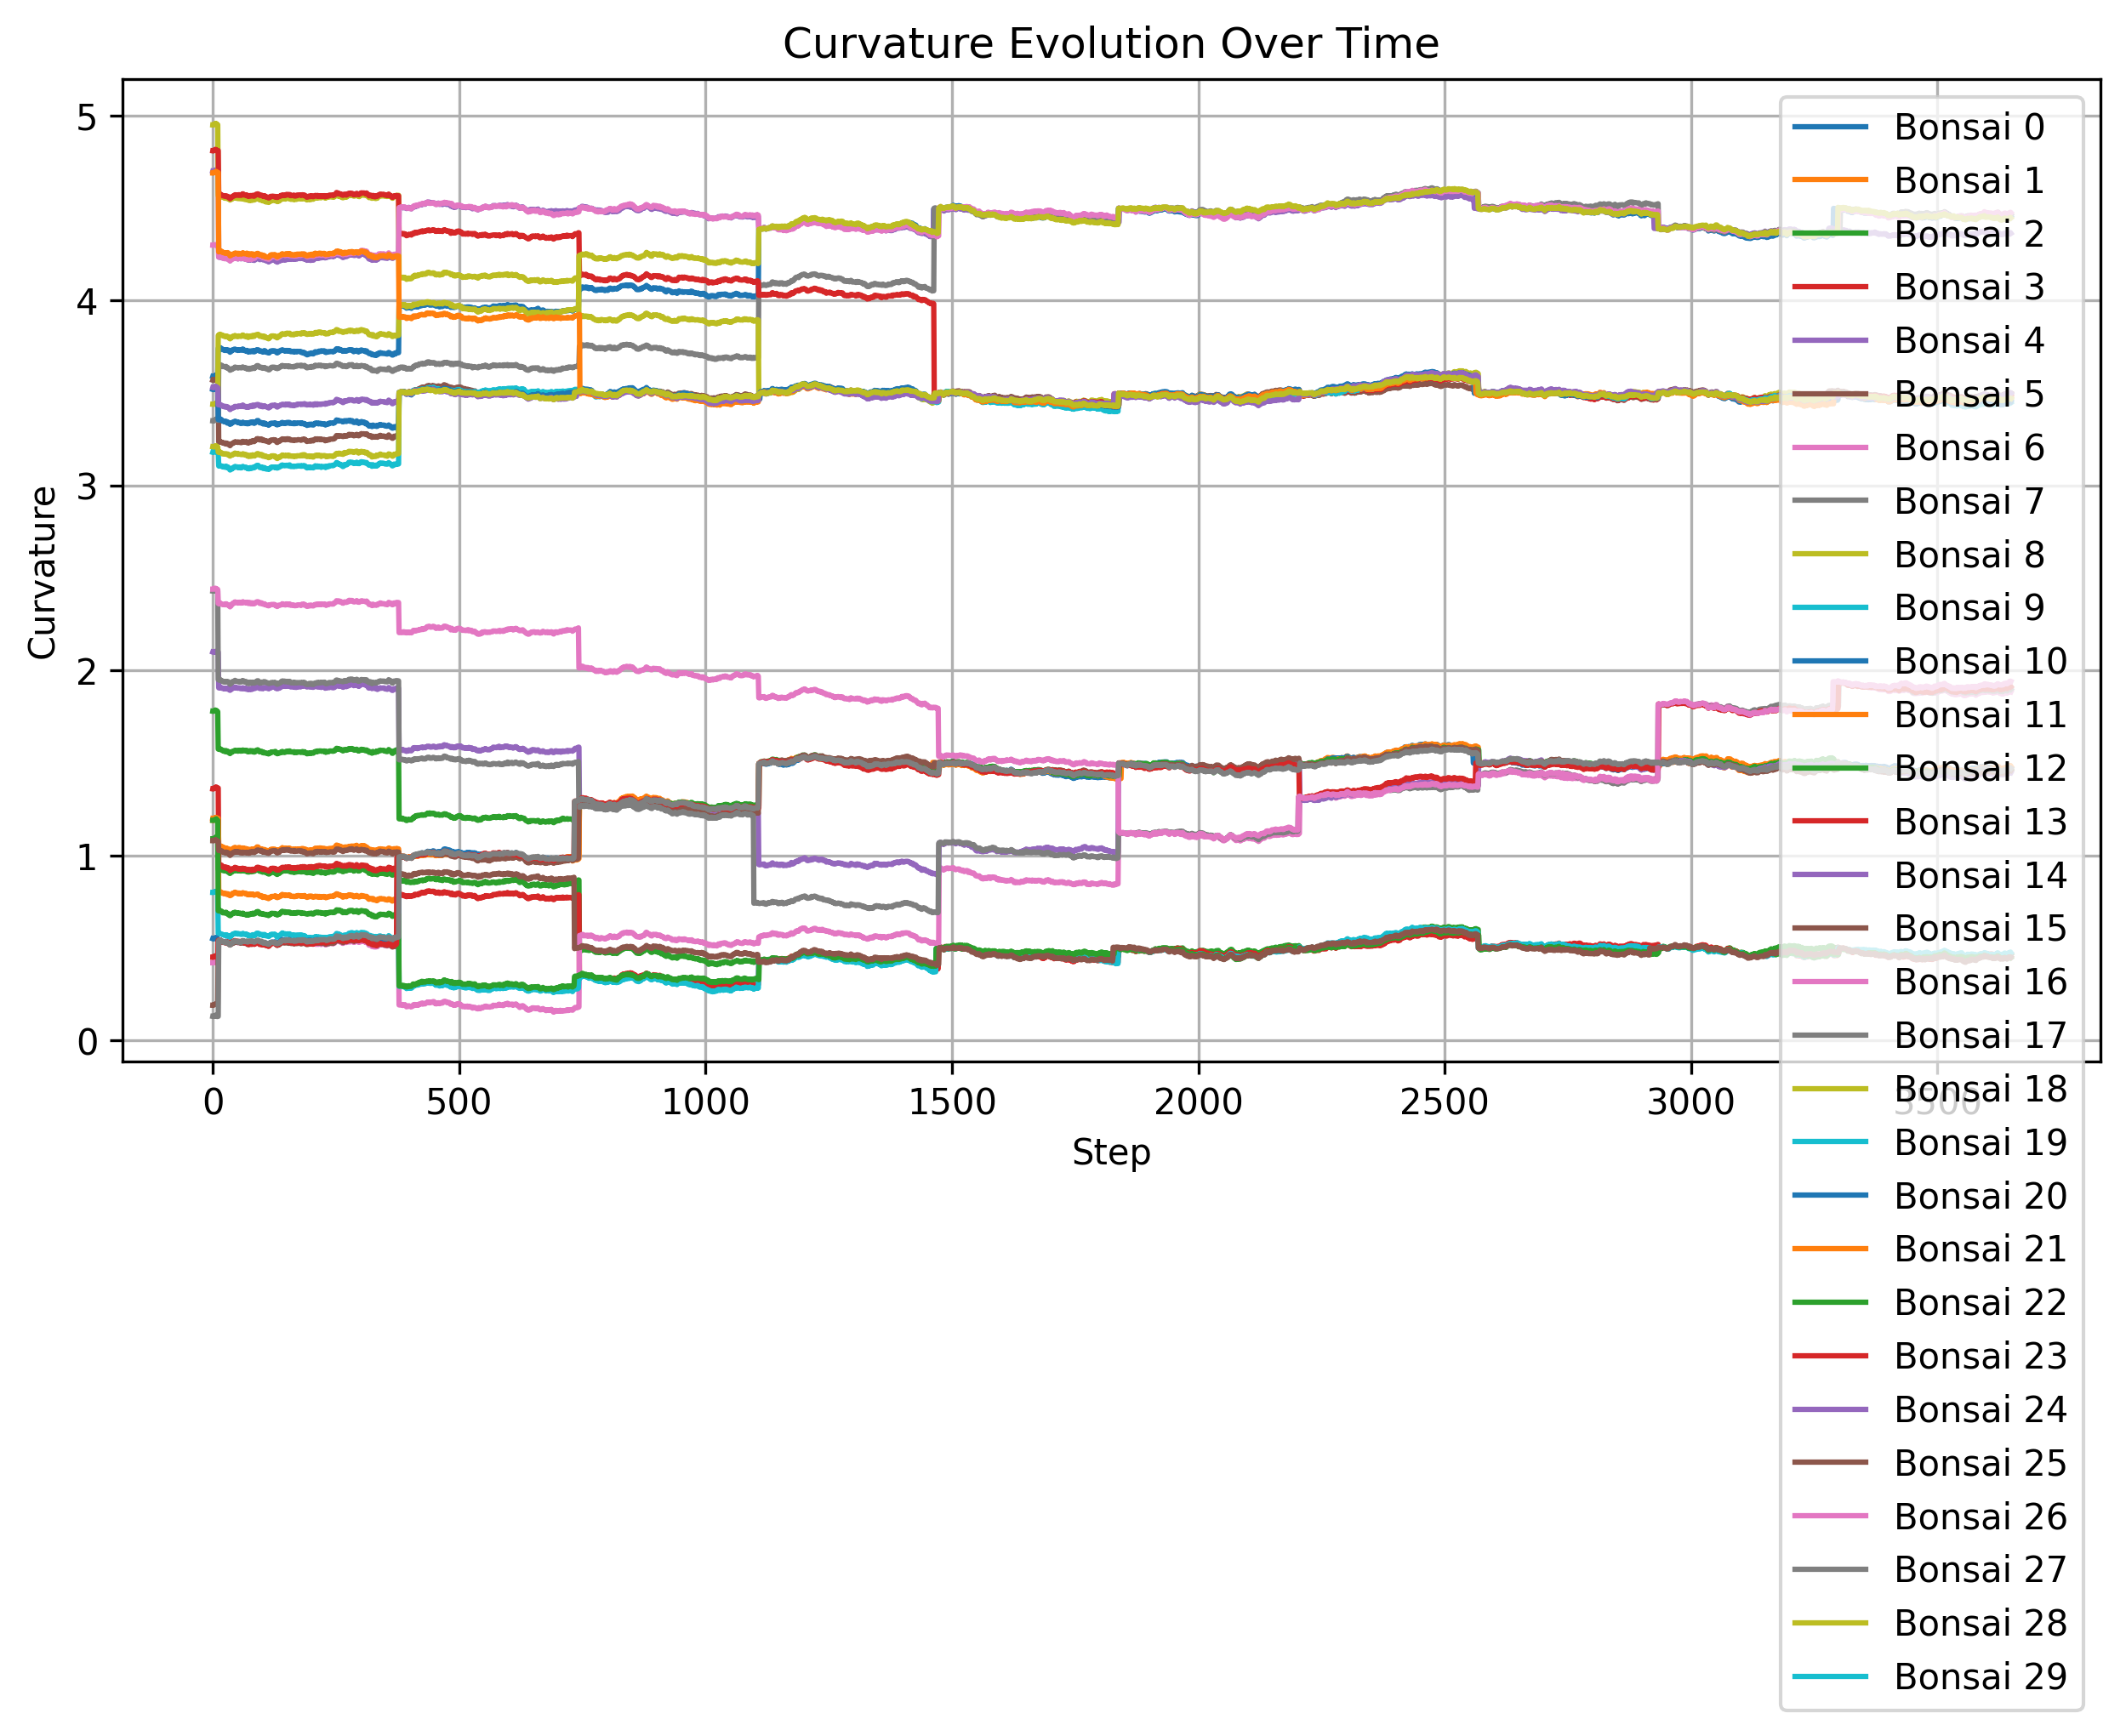 Curvature Evolution Over Time
5
4
3
2
1
0
Curvature
0
500
1000
1500
2000
2500
3000
3500
Step
Bonsai 0
Bonsai 1
Bonsai 2
Bonsai 3
Bonsai 4
Bonsai 5
Bonsai 6
Bonsai 7
Bonsai 8
Bonsai 9
Bonsai 10
Bonsai 11
Bonsai 12
Bonsai 13
Bonsai 14
Bonsai 15
Bonsai 16
Bonsai 17
Bonsai 18
Bonsai 19
Bonsai 20
Bonsai 21
Bonsai 22
Bonsai 23
Bonsai 24
Bonsai 25
Bonsai 26
Bonsai 27
Bonsai 28
Bonsai 29